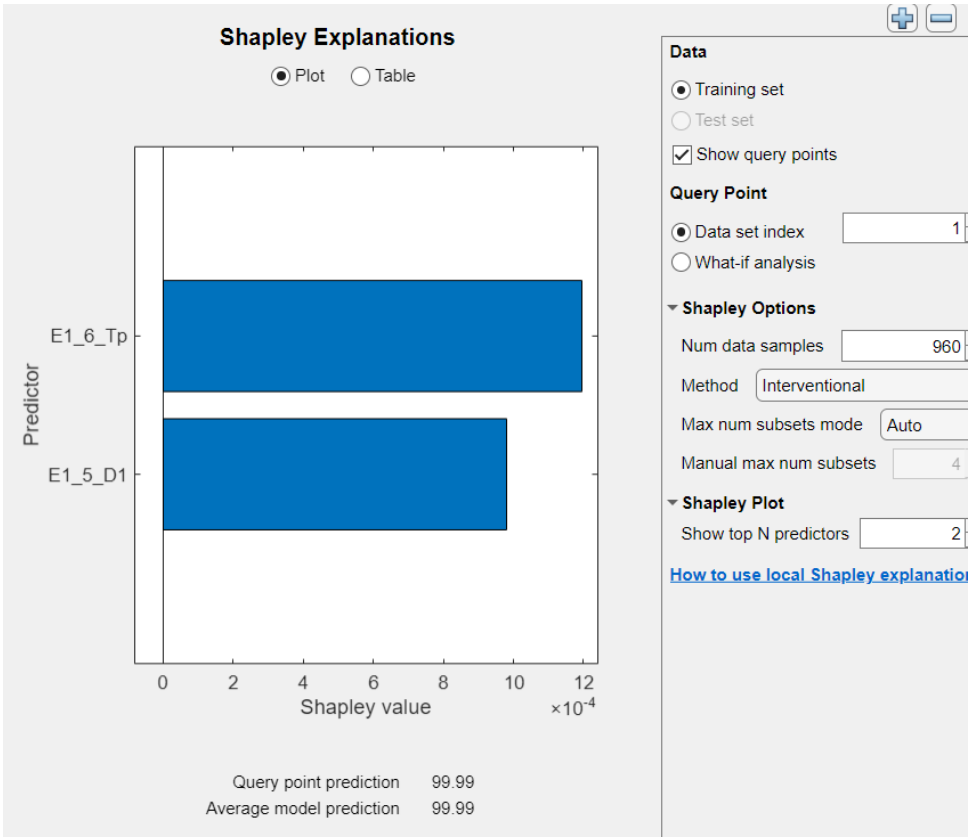 Shapley Explanations
Plot Table
E1_6_Tp
E1_5_D1
Predictor
0 2 4 6 8 10 12
Shapley value ×10-4
Query point prediction 99.99
Average model prediction 99.99
Data
Training set
Test set
Show query points
Query Point
Data set index 1
What-if analysis
Shapley Options
Num data samples 960
Method Interventional
Max num subsets mode Auto
Manual max num subsets 4
Shapley Plot
Show top N predictors 2
How to use local Shapley explanation